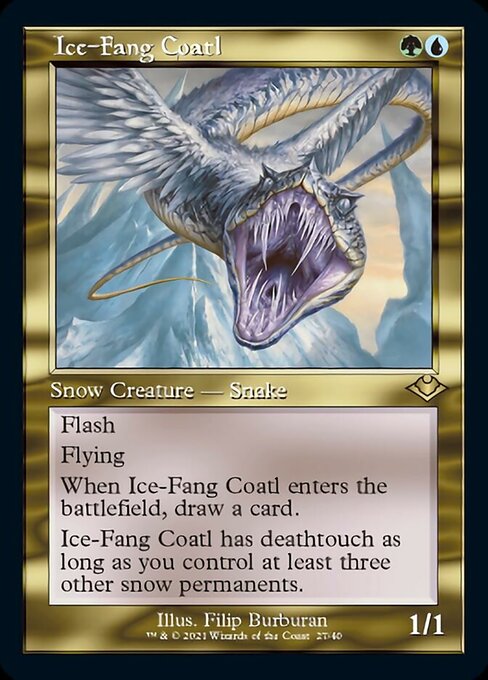 Ice-Fang Coatl
Snow Creature — Snake
Flash
Flying
When Ice-Fang Coatl enters the
battlefield, draw a card.
Ice-Fang Coatl has deathtouch as
long as you control at least three
other snow permanents.
Illus. Filip Burburan
1/1
™ & © 2021 Wizards of the Coast 27/40